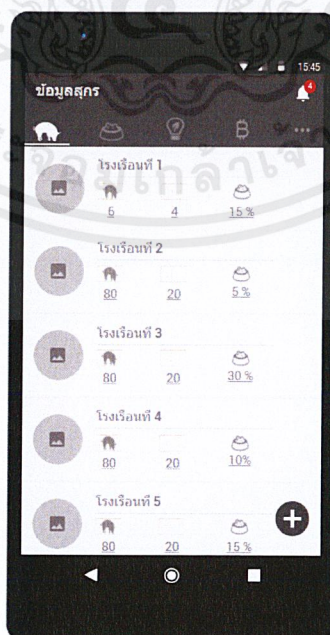 15:45
ข้อมูลสุกร
4
โรงเรือนที่ 1
6 4 15 %
โรงเรือนที่ 2
80 20 5 %
โรงเรือนที่ 3
80 20 30 %
โรงเรือนที่ 4
80 20 10%
โรงเรือนที่ 5
80 20 15 %